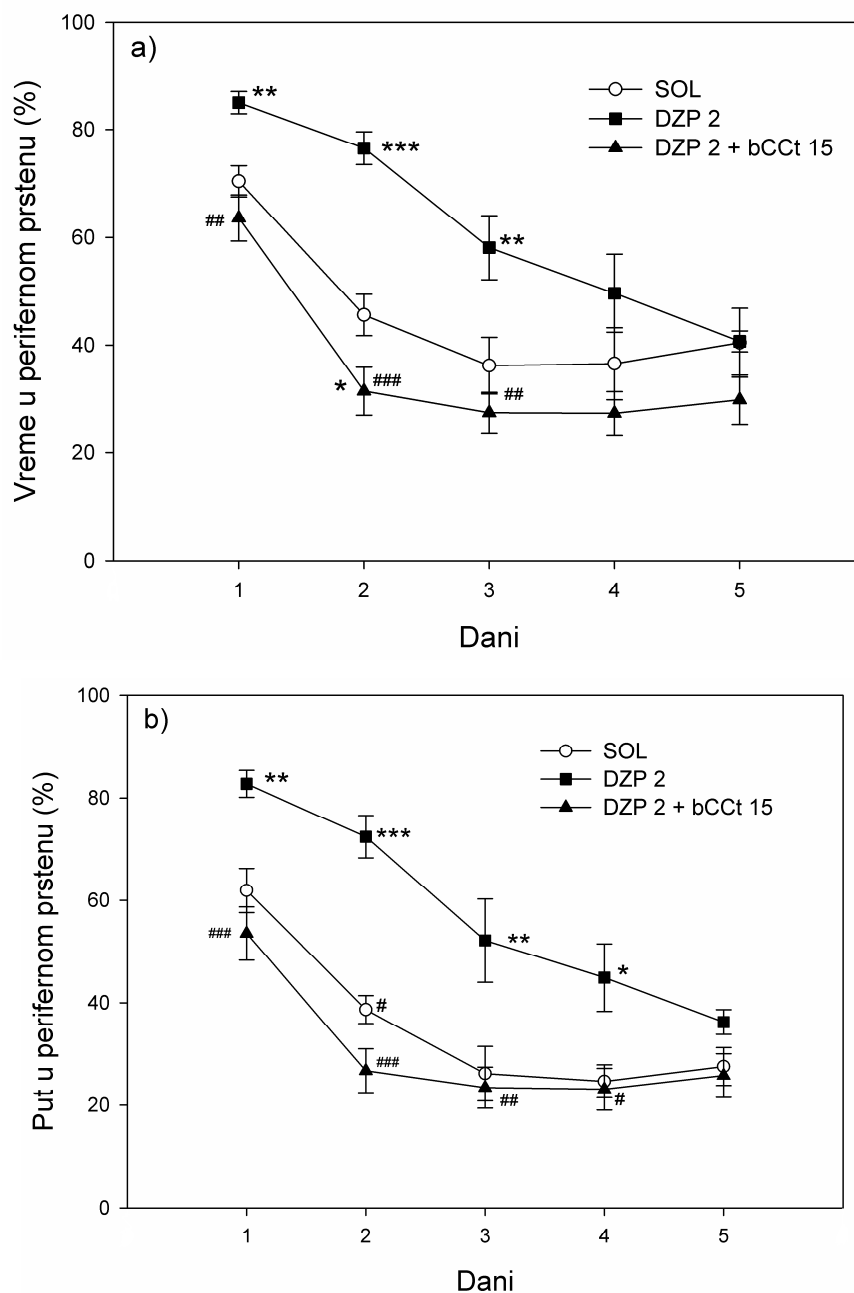 a)
100
80
60
40
20
0
Vreme u perifernom prstenu (%)
SOL
DZP 2
DZP 2 + bCCt 15
**
***
**
##
*
###
##
1 2 3 4 5
Dani
b)
100
80
60
40
20
0
Put u perifernom prstenu (%)
SOL
DZP 2
DZP 2 + bCCt 15
**
***
**
*
###
#
###
##
#
1 2 3 4 5
Dani